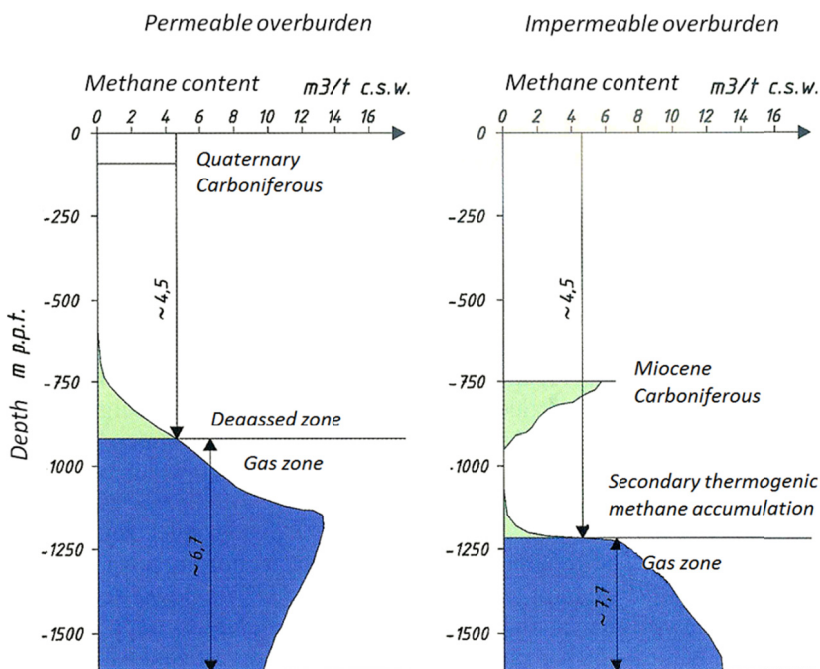 Permeable overburden
Methane content m3/t c.s.w.
0 2 4 6 8 10 12 14 16
0
Quaternary
Carboniferous
-250
~4,5
-500
Depth m p.p.t.
-750
Degassed zone
1000
Gas zone
~6,7
-1250
-1500
Impermeable overburden
Methane content m3/t c.s.w.
0 2 4 6 8 10 12 14 16
0
-250
~4,5
-500
-750
Miocene
Carboniferous
-1000
Secondary thermogenic
methane accumulation
-1250
Gas zone
~7,7
-1500